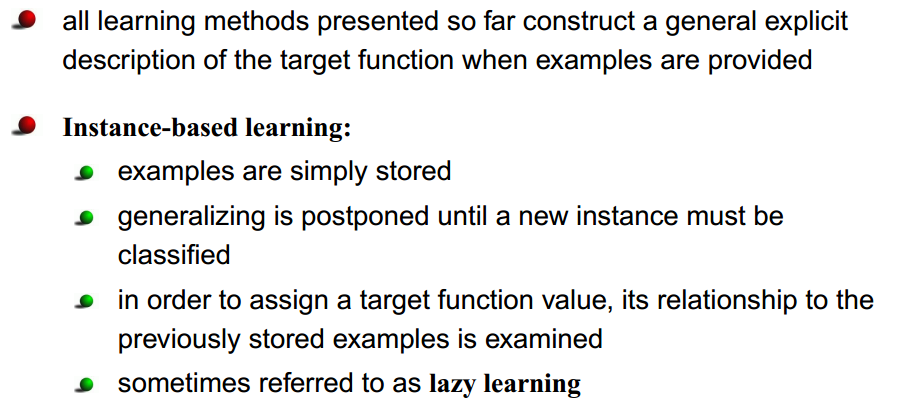 all learning methods presented so far construct a general explicit
description of the target function when examples are provided
Instance-based learning:
examples are simply stored
generalizing is postponed until a new instance must be
classified
in order to assign a target function value, its relationship to the
previously stored examples is examined
sometimes referred to as lazy learning